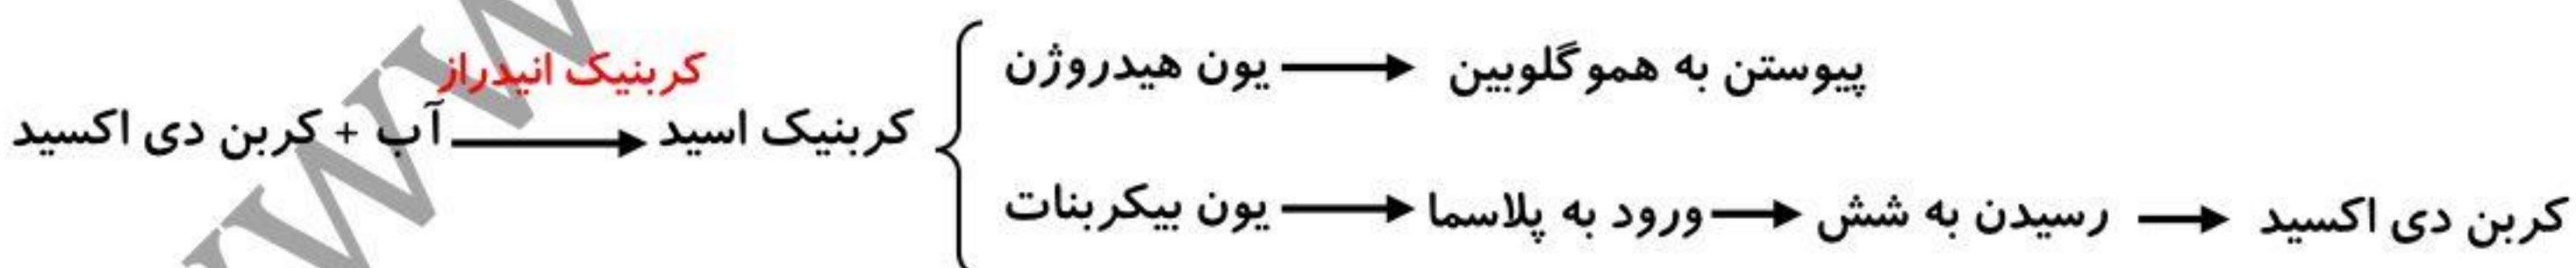 کربنیک انیدراز
آب + کربن دی اکسید ⟶ کربنیک اسید
یون هیدروژن ⟶ پیوستن به هموگلوبین
یون بیکربنات ⟶ ورود به پلاسما ⟶ رسیدن به شش ⟶ کربن دی اکسید
WW